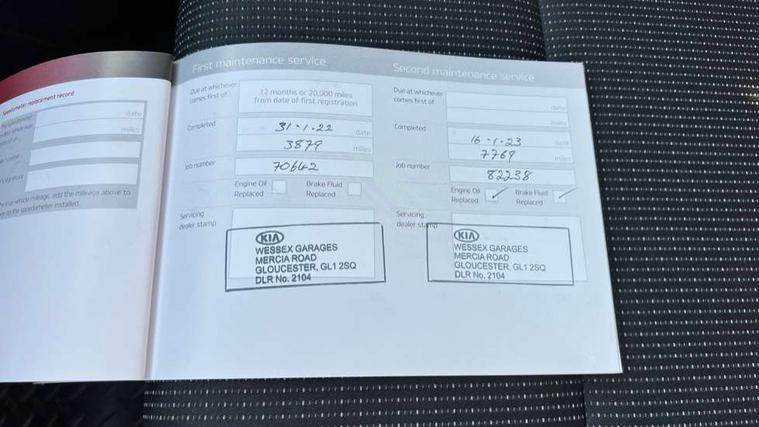 Speedometer replacement record
date
miles
add the mileage above to
the speedometer installed.
First maintenance service
Due at whichever
comes first of
12 months or 20,000 miles
from date of first registration
Completed
31-1-22
date
3879
miles
Job number
70642
Engine Oil
Replaced
Brake Fluid
Replaced
Servicing
dealer stamp
KIA
WESSEX GARAGES
MERCIA ROAD
GLOUCESTER, GL1 2SQ
DLR No. 2104
Second maintenance service
Due at whichever
comes first of
date
miles
Completed
16-1-23
date
7769
miles
Job number
82238
Engine Oil
Replaced
Brake Fluid
Replaced
Servicing
dealer stamp
KIA
WESSEX GARAGES
MERCIA ROAD
GLOUCESTER, GL1 2SQ
DLR No. 2104